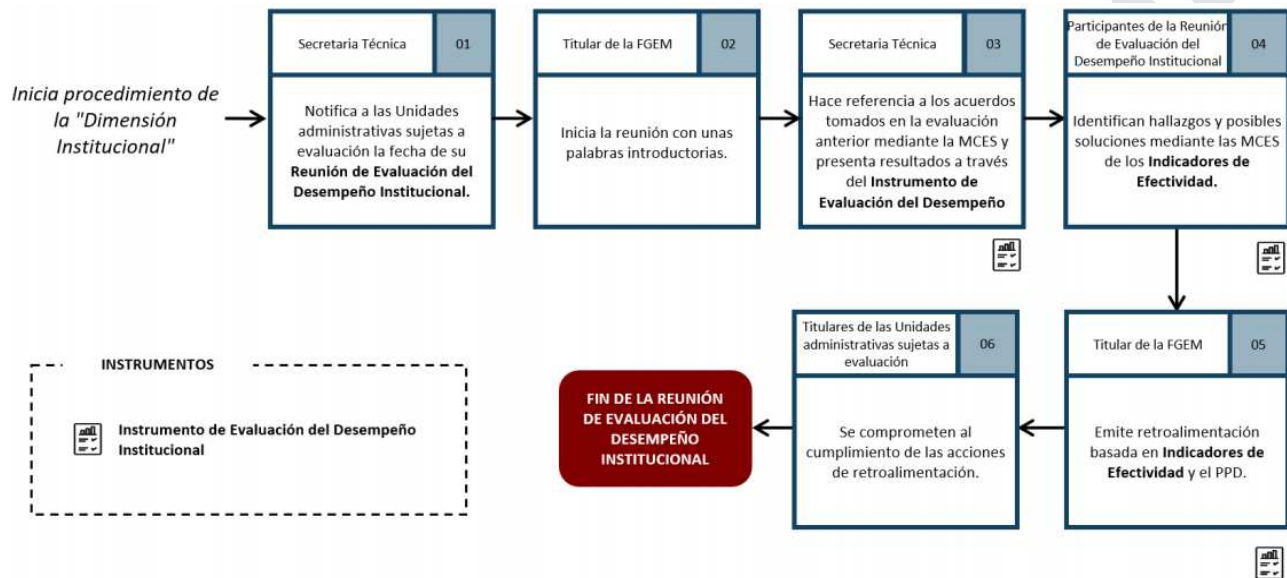 Inicia procedimiento de
la "Dimensión
Institucional"
Secretaria Técnica
01
Notifica a las Unidades
administrativas sujetas a
evaluación la fecha de su
Reunión de Evaluación del
Desempeño Institucional.
Titular de la FGEM
02
Inicia la reunión con unas
palabras introductorias.
Secretaria Técnica
03
Hace referencia a los acuerdos
tomados en la evaluación
anterior mediante la MCES y
presenta resultados a través
del Instrumento de
Evaluación del Desempeño
Participantes de la Reunión
de Evaluación del
Desempeño Institucional
04
Identifican hallazgos y posibles
soluciones mediante las MCES
de los Indicadores de
Efectividad.
Titular de la FGEM
05
Emite retroalimentación
basada en Indicadores de
Efectividad y el PPD.
Titulares de las Unidades
administrativas sujetas a
evaluación
06
Se comprometen al
cumplimiento de las acciones
de retroalimentación.
FIN DE LA REUNIÓN
DE EVALUACIÓN DEL
DESEMPEÑO
INSTITUCIONAL
INSTRUMENTOS
Instrumento de Evaluación del Desempeño
Institucional